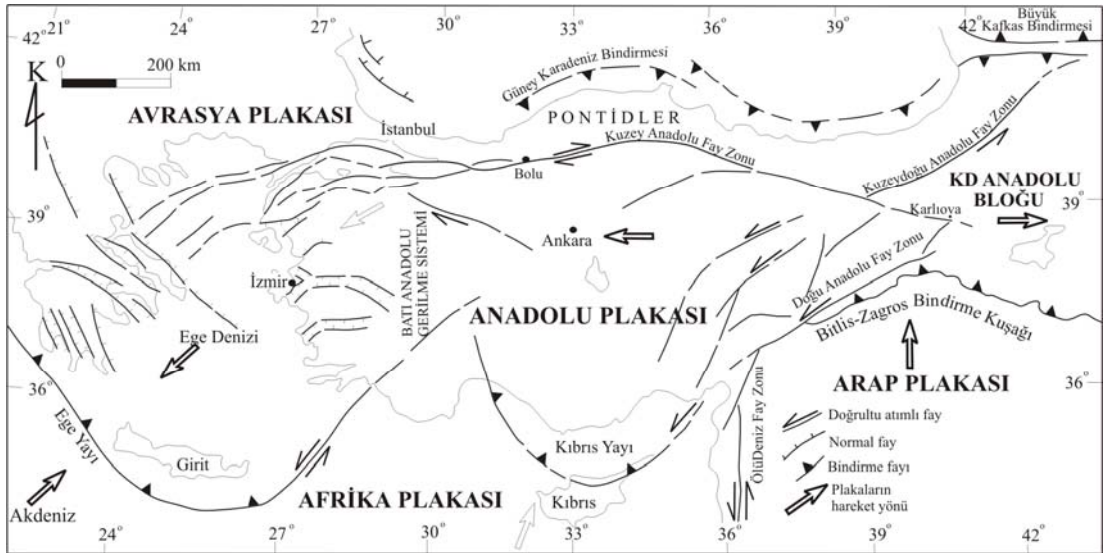 42°
21°
24°
27°
30°
33°
36°
39°
42°
Büyük
Kafkas Bindirmesi
K
0
200 km
Güney Karadeniz Bindirmesi
AVRASYA PLAKASI
İstanbul
PONTİDLER
Kuzey Anadolu Fay Zonu
Bolu
Kuzeydoğu Anadolu Fay Zonu
39°
39°
KD ANADOLU
BLOĞU
Karlıova
Ankara
İzmir
BATI ANADOLU
GERİLME SİSTEMİ
Doğu Anadolu Fay Zonu
ANADOLU PLAKASI
Bitlis-Zagros Bindirme Kuşağı
Ege Denizi
36°
36°
ARAP PLAKASI
Ege Yayı
Girit
Kıbrıs Yayı
Kıbrıs
ÖlüDeniz Fay Zonu
Doğrultu atımlı fay
Normal fay
Bindirme fayı
Plakaların
hareket yönü
AFRİKA PLAKASI
Akdeniz
24°
27°
30°
33°
36°
39°
42°